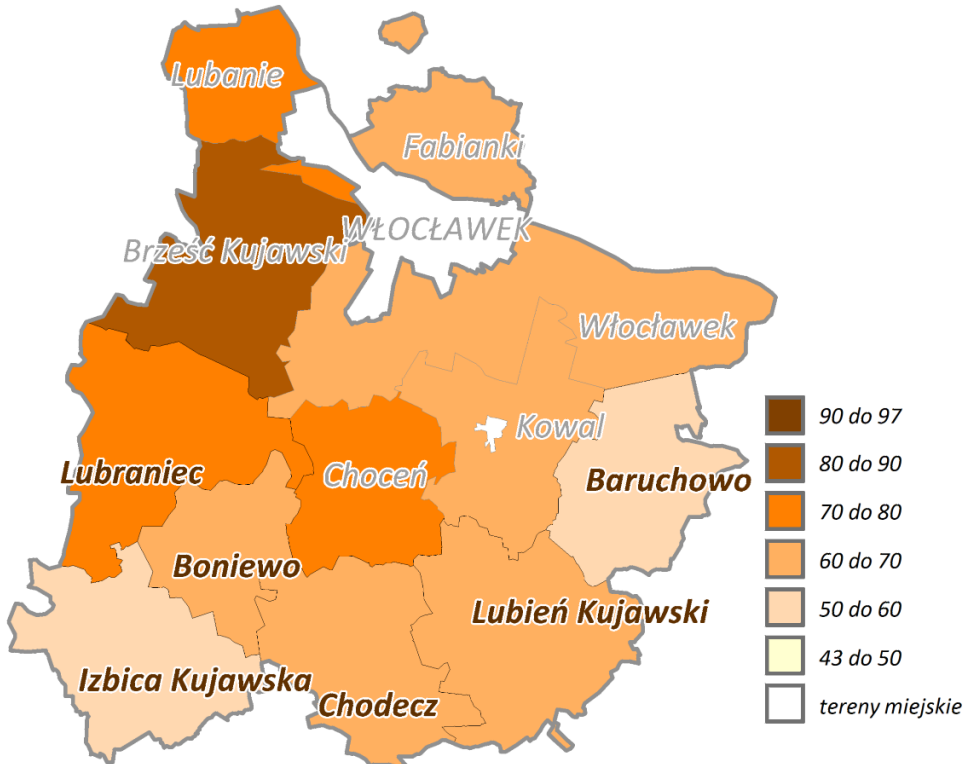 Lubanie
Fabianki
WŁOCŁAWEK
Brześć Kujawski
Włocławek
Kowal
Lubraniec
Choceń
Baruchowo
Boniewo
Lubień Kujawski
Izbica Kujawska
Chodecz
90 do 97
80 do 90
70 do 80
60 do 70
50 do 60
43 do 50
tereny miejskie